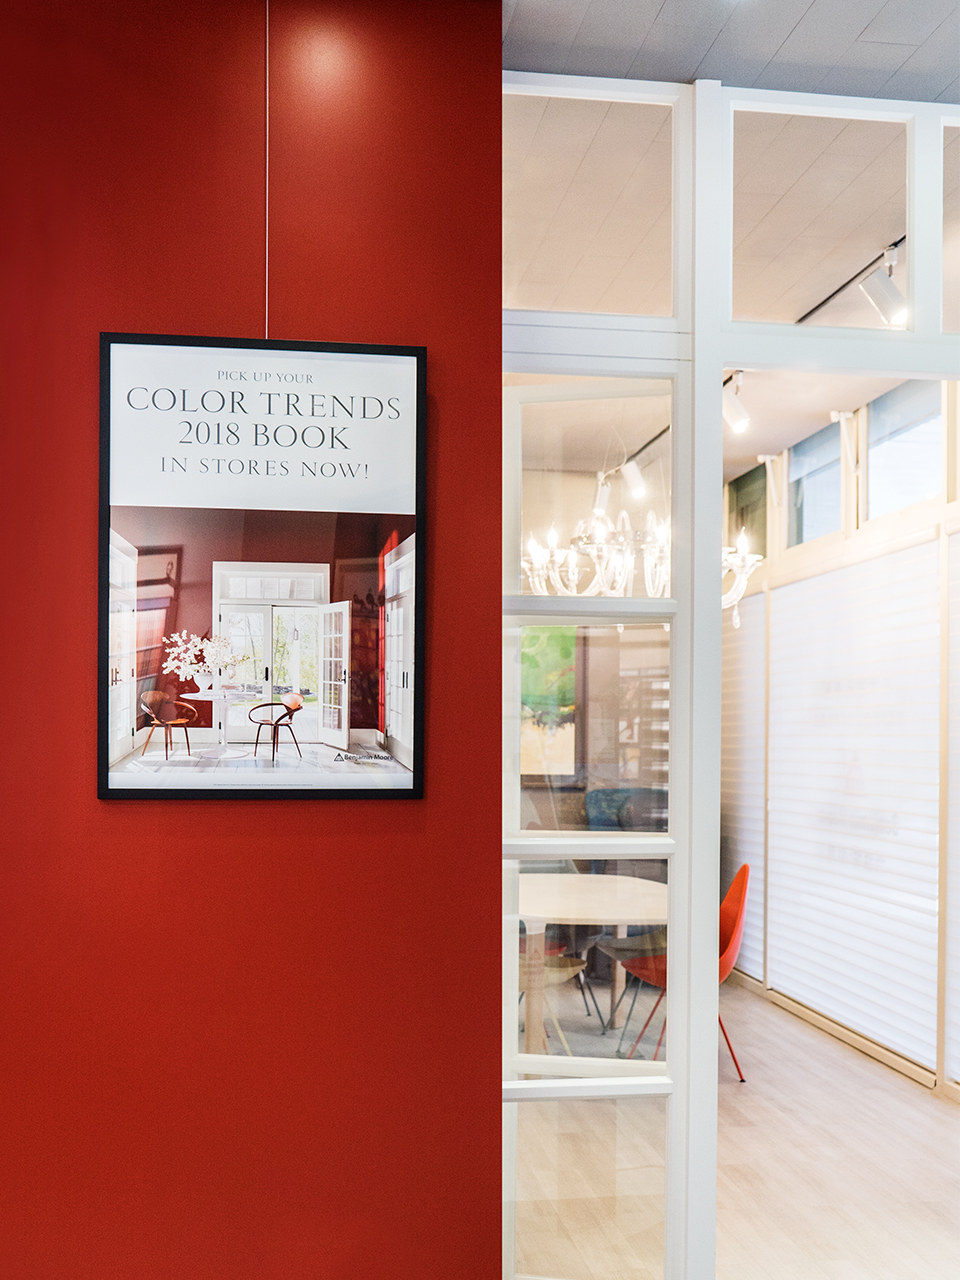 PICK UP YOUR
COLOR TRENDS
2018 BOOK
IN STORES NOW!
Benjamin Moore